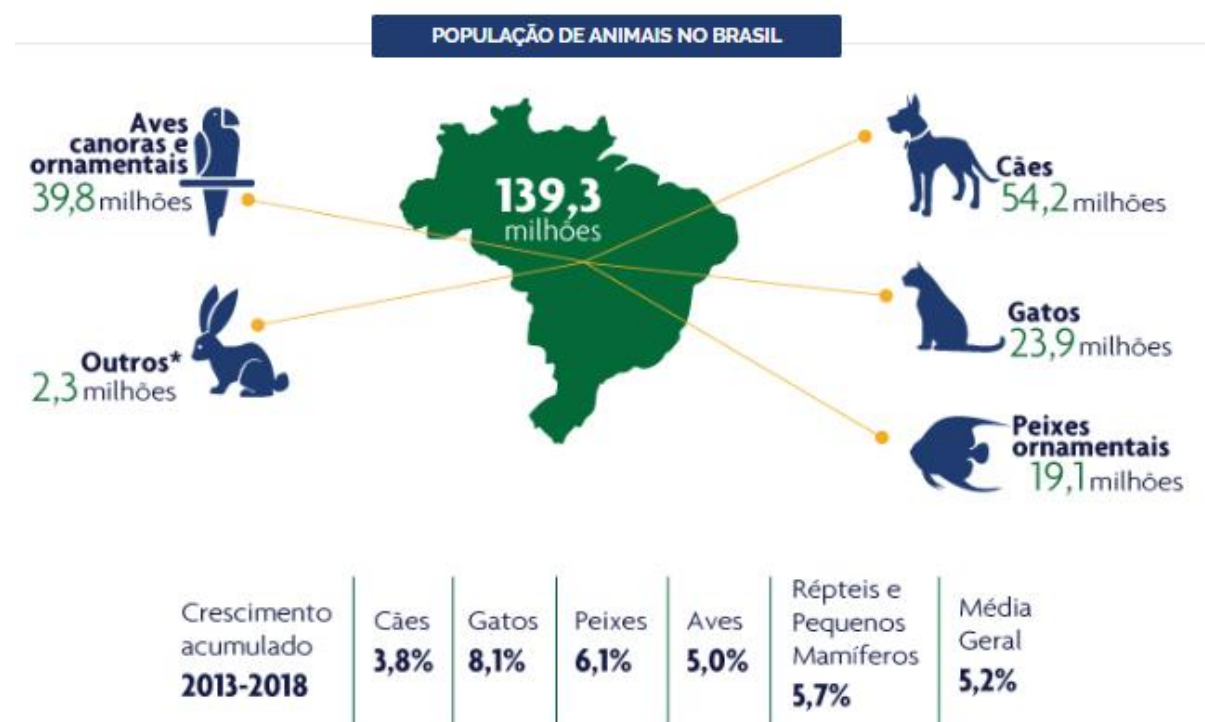 POPULAÇÃO DE ANIMAIS NO BRASIL
Aves
canoras e
ornamentais
39,8 milhões
Outros*
2,3 milhões
139,3
milhões
Cães
54,2 milhões
Gatos
23,9 milhões
Peixes
ornamentais
19,1 milhões
Crescimento
acumulado
2013-2018
Cães
3,8%
Gatos
8,1%
Peixes
6,1%
Aves
5,0%
Répteis e
Pequenos
Mamíferos
5,7%
Média
Geral
5,2%